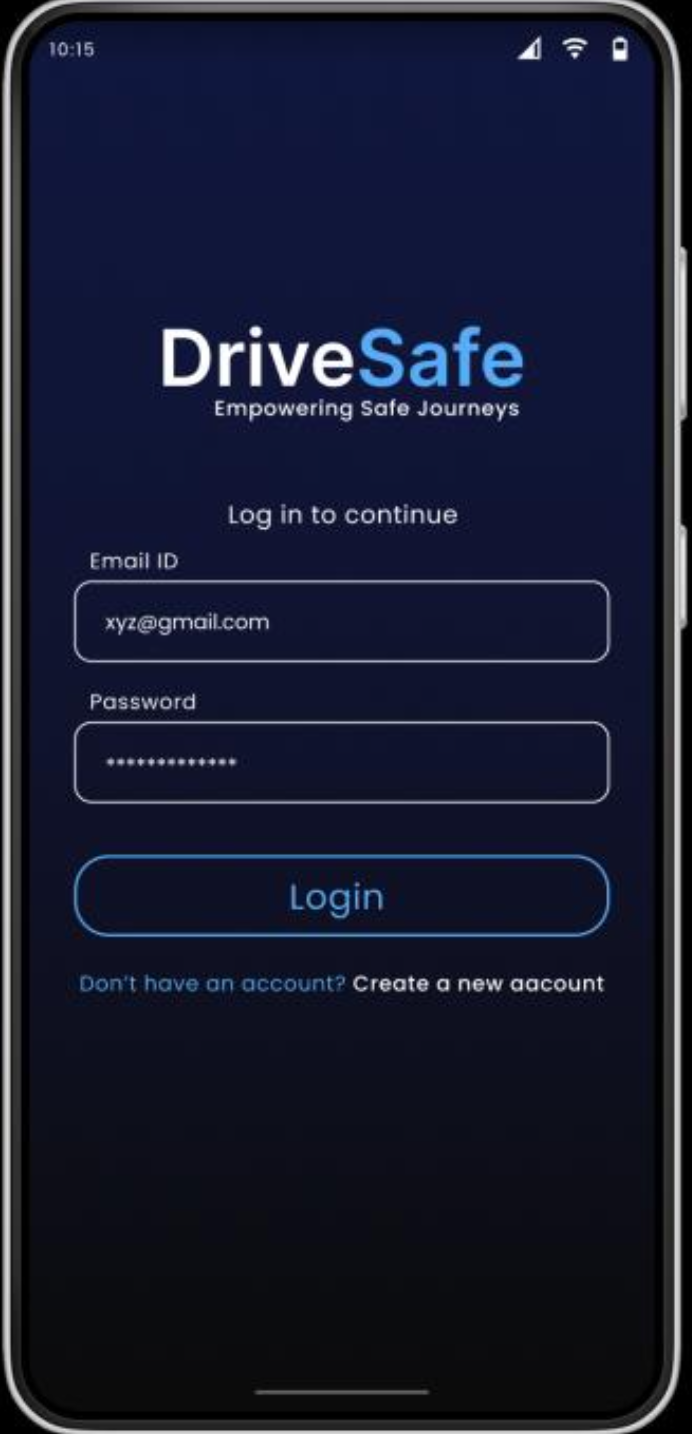 10:15
DriveSafe
Empowering Safe Journeys
Log in to continue
Email ID
xyz@gmail.com
Password
*************
Login
Don't have an account? Create a new aacount